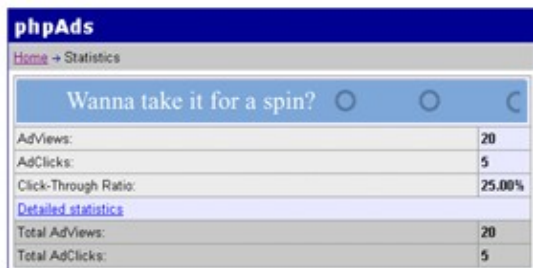 phpAds
Home → Statistics
Wanna take it for a spin?
AdViews: 20
AdClicks: 5
Click-Through Ratio: 25.00%
Detailed statistics
Total AdViews: 20
Total AdClicks: 5